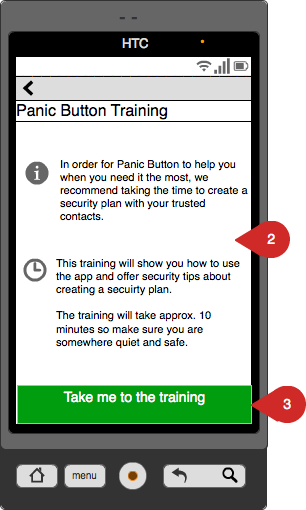 HTC
Panic Button Training
In order for Panic Button to help you
when you need it the most, we
recommend taking the time to create a
security plan with your trusted
contacts.
2
This training will show you how to use
the app and offer security tips about
creating a secuirty plan.
The training will take approx. 10
minutes so make sure you are
somewhere quiet and safe.
Take me to the training
3
menu